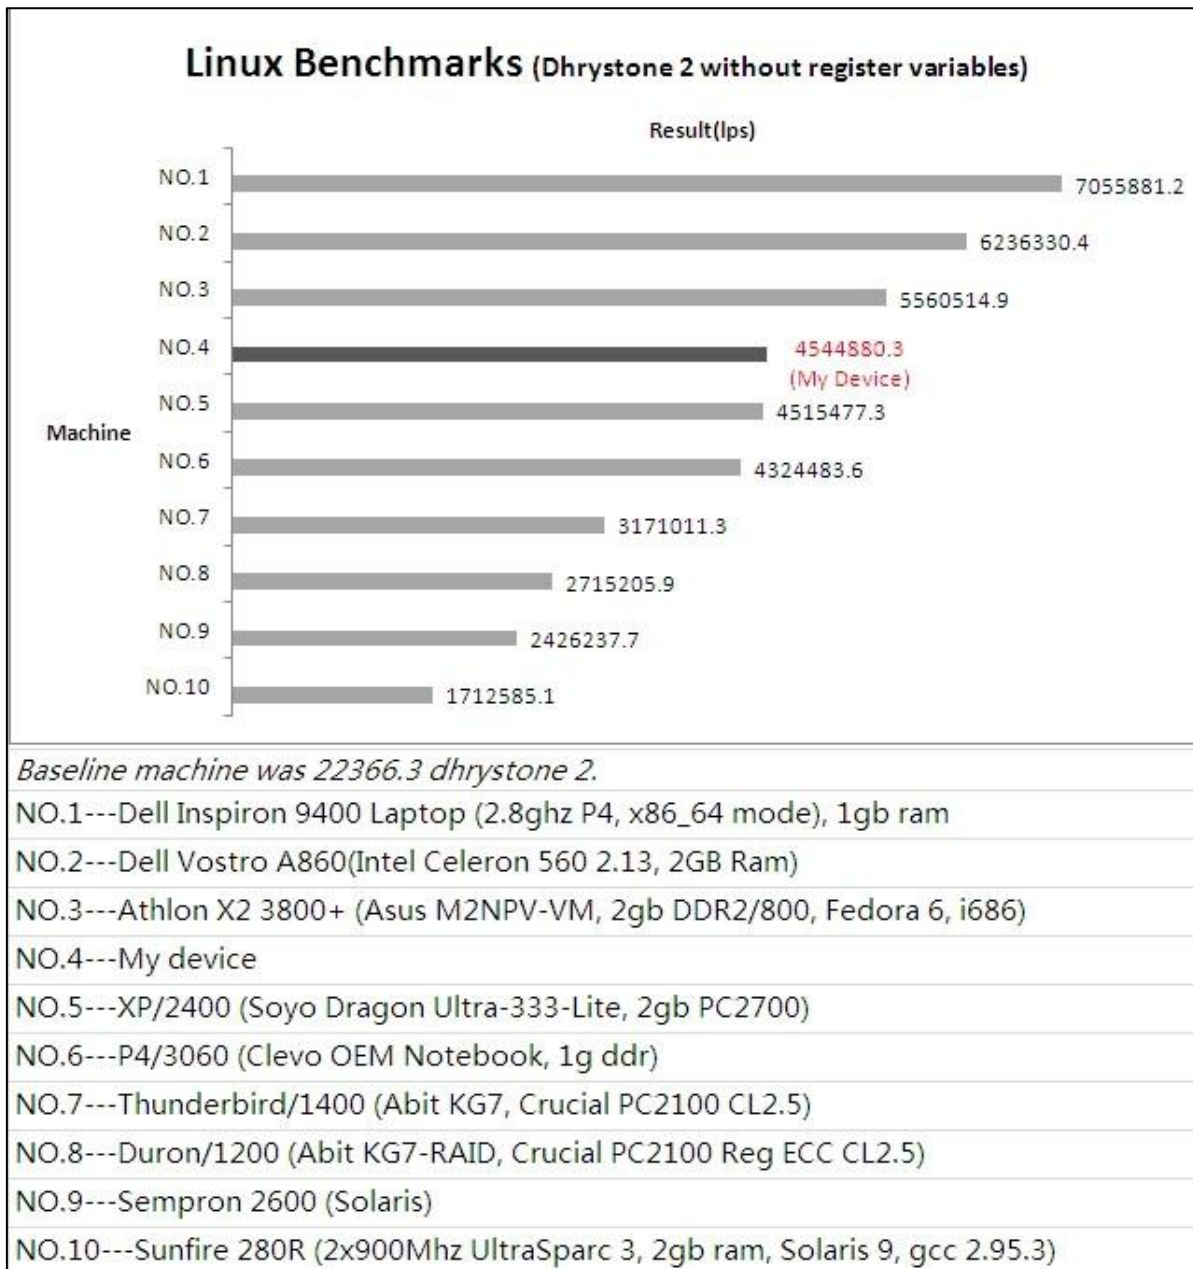 Linux Benchmarks (Dhrystone 2 without register variables)
Result(lps)
NO.1 7055881.2
NO.2 6236330.4
NO.3 5560514.9
NO.4 4544880.3
(My Device)
NO.5 4515477.3
Machine
NO.6 4324483.6
NO.7 3171011.3
NO.8 2715205.9
NO.9 2426237.7
NO.10 1712585.1
Baseline machine was 22366.3 dhrystone 2.
NO.1---Dell Inspiron 9400 Laptop (2.8ghz P4, x86_64 mode), 1gb ram
NO.2---Dell Vostro A860(Intel Celeron 560 2.13, 2GB Ram)
NO.3---Athlon X2 3800+ (Asus M2NPV-VM, 2gb DDR2/800, Fedora 6, i686)
NO.4---My device
NO.5---XP/2400 (Soyo Dragon Ultra-333-Lite, 2gb PC2700)
NO.6---P4/3060 (Clevo OEM Notebook, 1g ddr)
NO.7---Thunderbird/1400 (Abit KG7, Crucial PC2100 CL2.5)
NO.8---Duron/1200 (Abit KG7-RAID, Crucial PC2100 Reg ECC CL2.5)
NO.9---Sempron 2600 (Solaris)
NO.10---Sunfire 280R (2x900Mhz UltraSparc 3, 2gb ram, Solaris 9, gcc 2.95.3)